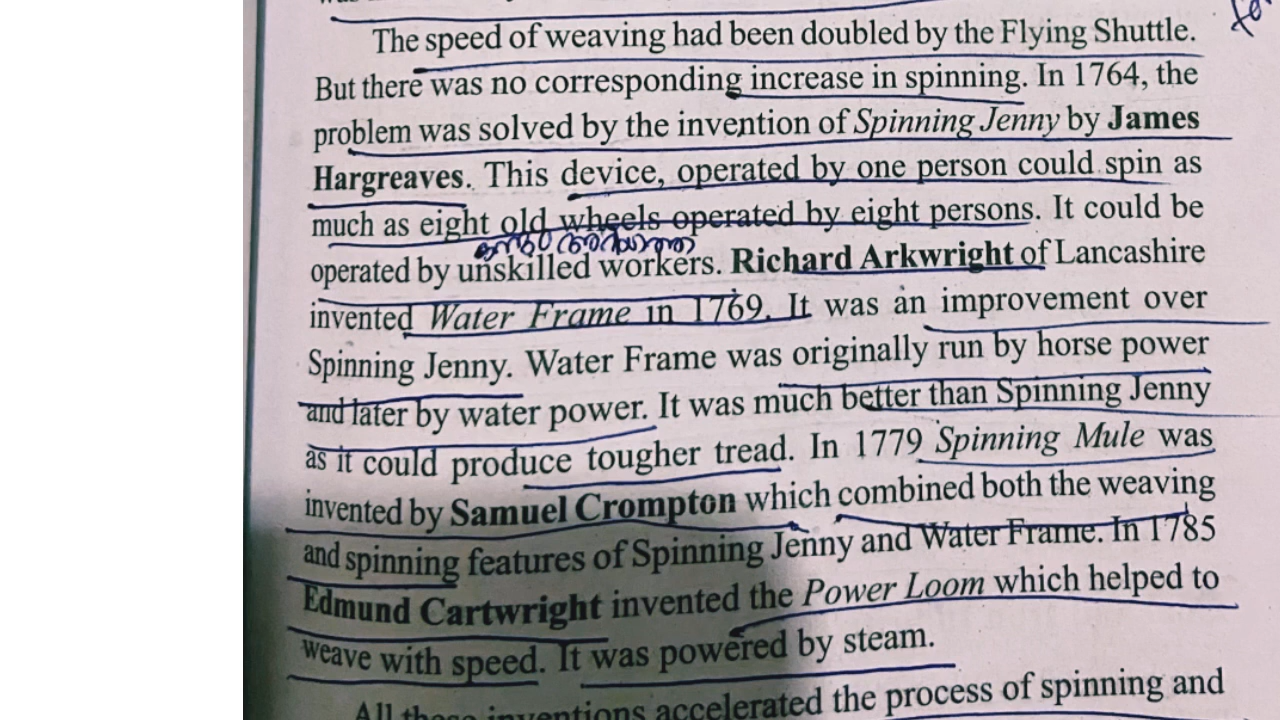 The speed of weaving had been doubled by the Flying Shuttle.
But there was no corresponding increase in spinning. In 1764, the
problem was solved by the invention of Spinning Jenny by James
Hargreaves. This device, operated by one person could spin as
much as eight old wheels operated by eight persons. It could be
operated by unskilled workers. Richard Arkwright of Lancashire
invented Water Frame in 1769. It was an improvement over
Spinning Jenny. Water Frame was originally run by horse power
and later by water power. It was much better than Spinning Jenny
as it could produce tougher tread. In 1779 Spinning Mule was
invented by Samuel Crompton which combined both the weaving
and spinning features of Spinning Jenny and Water Frame. In 1785
Edmund Cartwright invented the Power Loom which helped to
weave with speed. It was powered by steam.
All these inventions accelerated the process of spinning and